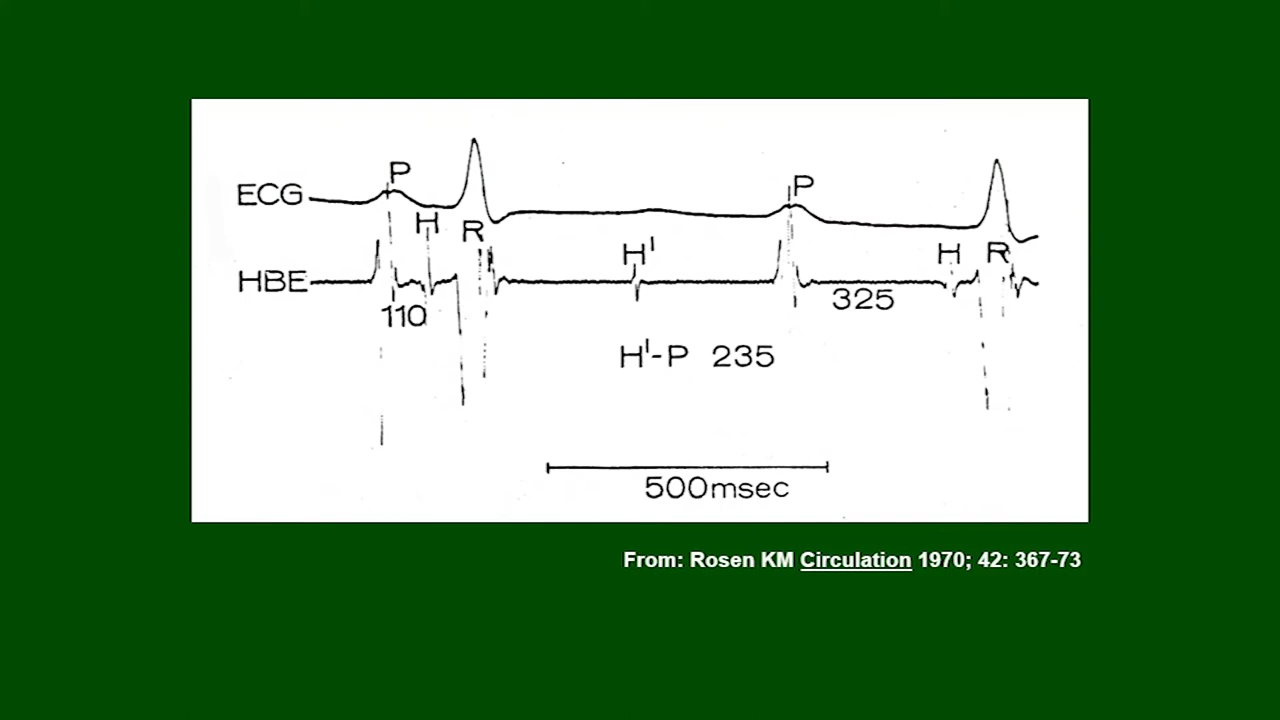 P
P
ECG
H
R
H'
H
R
HBE
110
325
H'-P 235
500msec
From: Rosen KM Circulation 1970; 42: 367-73